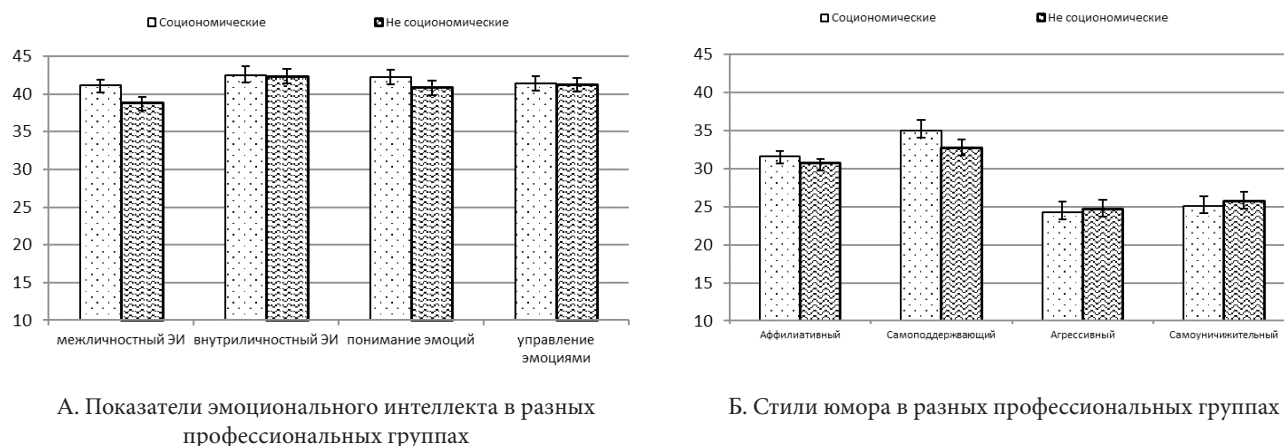 Социономические Не социономические
45
40
35
30
25
20
15
10
межличностный ЭИ внутриличностный ЭИ понимание эмоций управление
эмоциями
А. Показатели эмоционального интеллекта в разных
профессиональных группах
Социономические Не социономические
45
40
35
30
25
20
15
10
Аффилиативный Самоподдержвающий Агрессивный Самоуничижительный
Б. Стили юмора в разных профессиональных группах